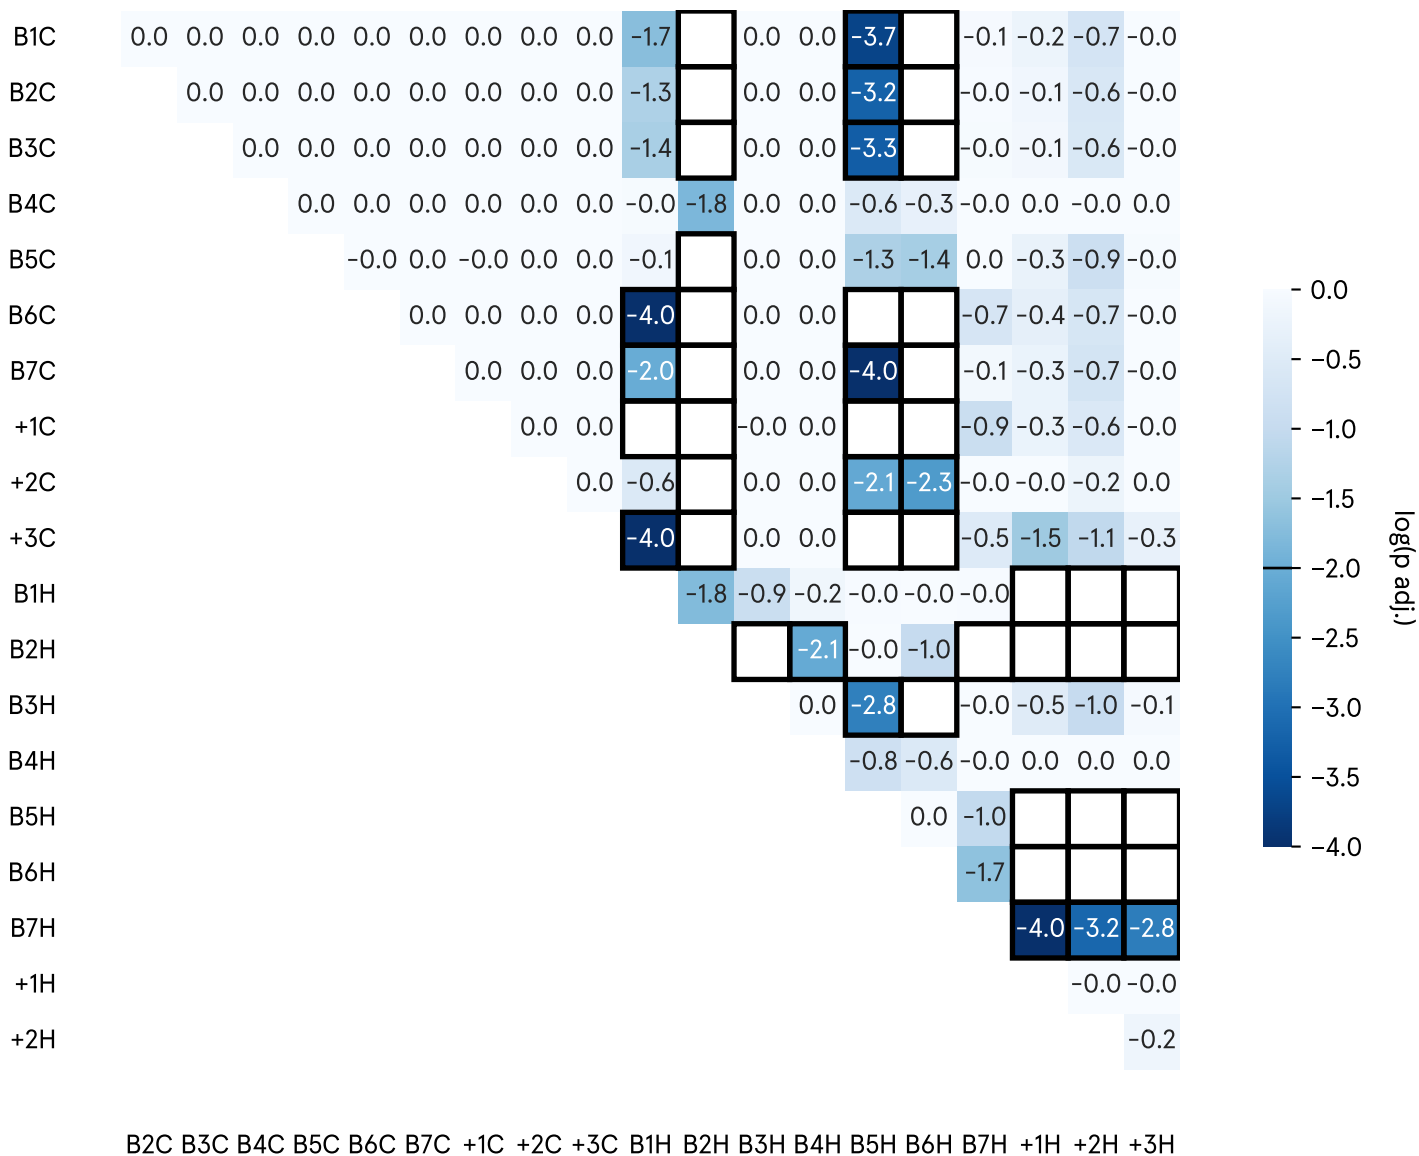 B1C 0.0 0.0 0.0 0.0 0.0 0.0 0.0 0.0 0.0 −1.7 0.0 0.0 −3.7 −0.1 −0.2 −0.7 −0.0
B2C 0.0 0.0 0.0 0.0 0.0 0.0 0.0 0.0 −1.3 0.0 0.0 −3.2 −0.0 −0.1 −0.6 −0.0
B3C 0.0 0.0 0.0 0.0 0.0 0.0 0.0 −1.4 0.0 0.0 −3.3 −0.0 −0.1 −0.6 −0.0
B4C 0.0 0.0 0.0 0.0 0.0 0.0 −0.0 −1.8 0.0 0.0 −0.6 −0.3 −0.0 0.0 −0.0 0.0
B5C −0.0 0.0 −0.0 0.0 0.0 −0.1 0.0 0.0 −1.3 −1.4 0.0 −0.3 −0.9 −0.0
B6C 0.0 0.0 0.0 0.0 −4.0 0.0 0.0 −0.7 −0.4 −0.7 −0.0
B7C 0.0 0.0 0.0 −2.0 0.0 0.0 −4.0 −0.1 −0.3 −0.7 −0.0
+1C 0.0 0.0 −0.0 0.0 −0.9 −0.3 −0.6 −0.0
+2C 0.0 −0.6 0.0 0.0 −2.1 −2.3 −0.0 −0.0 −0.2 0.0
+3C −4.0 0.0 0.0 −0.5 −1.5 −1.1 −0.3
B1H −1.8 −0.9 −0.2 −0.0 −0.0 −0.0
B2H −2.1 −0.0 −1.0
B3H 0.0 −2.8 −0.0 −0.5 −1.0 −0.1
B4H −0.8 −0.6 −0.0 0.0 0.0 0.0
B5H 0.0 −1.0
B6H −1.7
B7H −4.0 −3.2 −2.8
+1H −0.0 −0.0
+2H −0.2
B2C B3C B4C B5C B6C B7C +1C +2C +3C B1H B2H B3H B4H B5H B6H B7H +1H +2H +3H
0.0
−0.5
−1.0
−1.5
−2.0
−2.5
−3.0
−3.5
−4.0
log(p adj.)